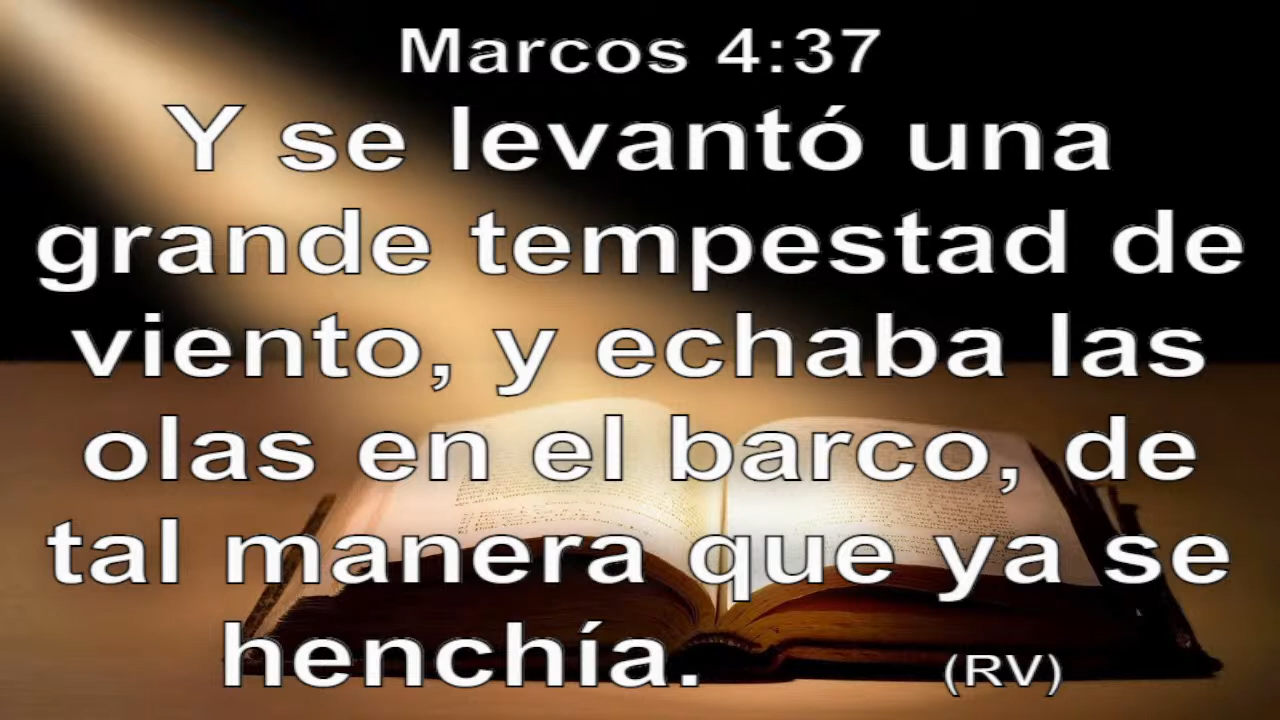 Marcos 4:37
Y se levantó una
grande tempestad de
viento, y echaba las
olas en el barco, de
tal manera que ya se
henchía. (RV)